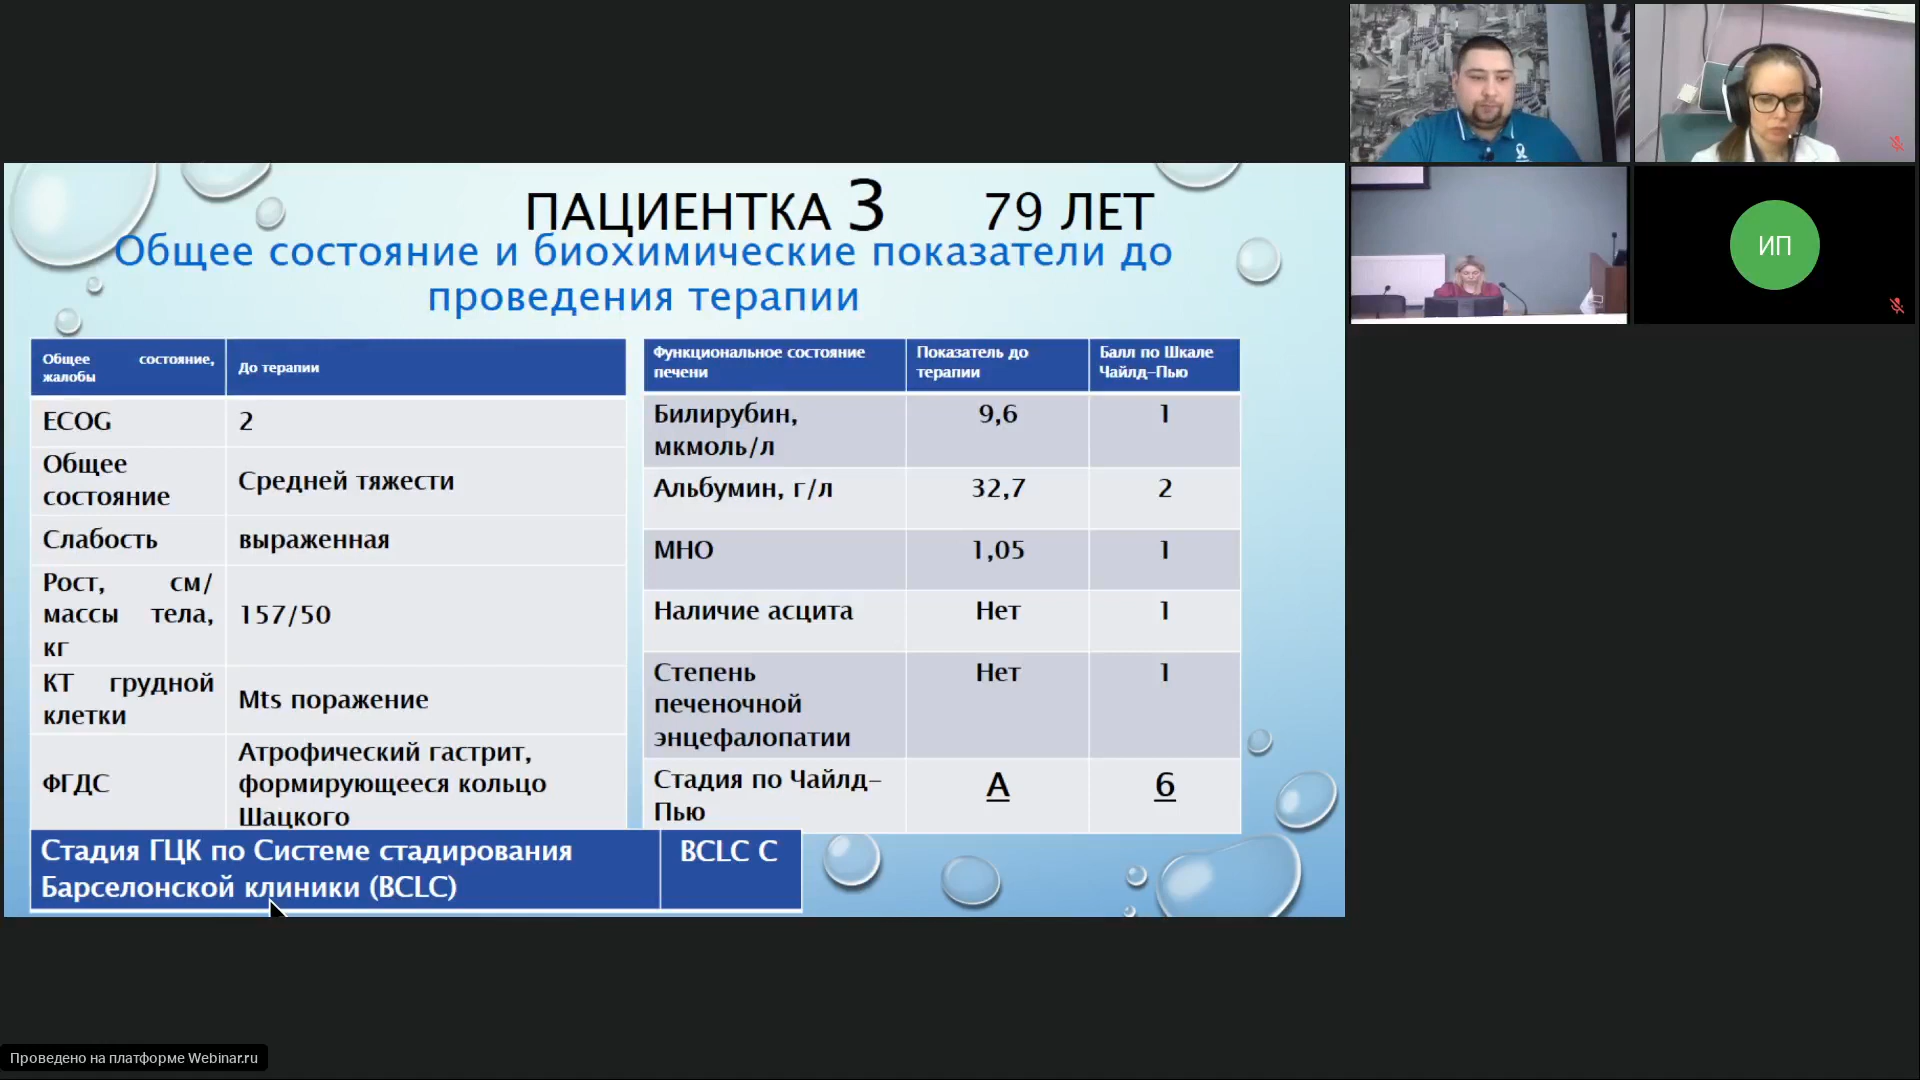 ПАЦИЕНТКА З 79 ЛЕТ
Общее состояние и биохимические показатели до
проведения терапии
Общее состояние,
жалобы
До терапии
ECOG
2
Общее
состояние
Средней тяжести
Слабость
выраженная
Рост, см/
массы тела,
кг
157/50
КТ грудной
клетки
Mts поражение
ФГДС
Атрофический гастрит,
формирующееся кольцо
Шацкого
Функциональное состояние
печени
Показатель до
терапии
Балл по Шкале
Чайлд-Пью
Билирубин,
мкмоль/л
9,6
1
Альбумин, г/л
32,7
2
МНО
1,05
1
Наличие асцита
Нет
1
Степень
печеночной
энцефалопатии
Нет
1
Стадия по Чайлд-
Пью
А
6
Стадия ГЦК по Системе стадирования
Барселонской клиники (BCLC)
BCLC C
ИП
Проведено на платформе Webinar.ru